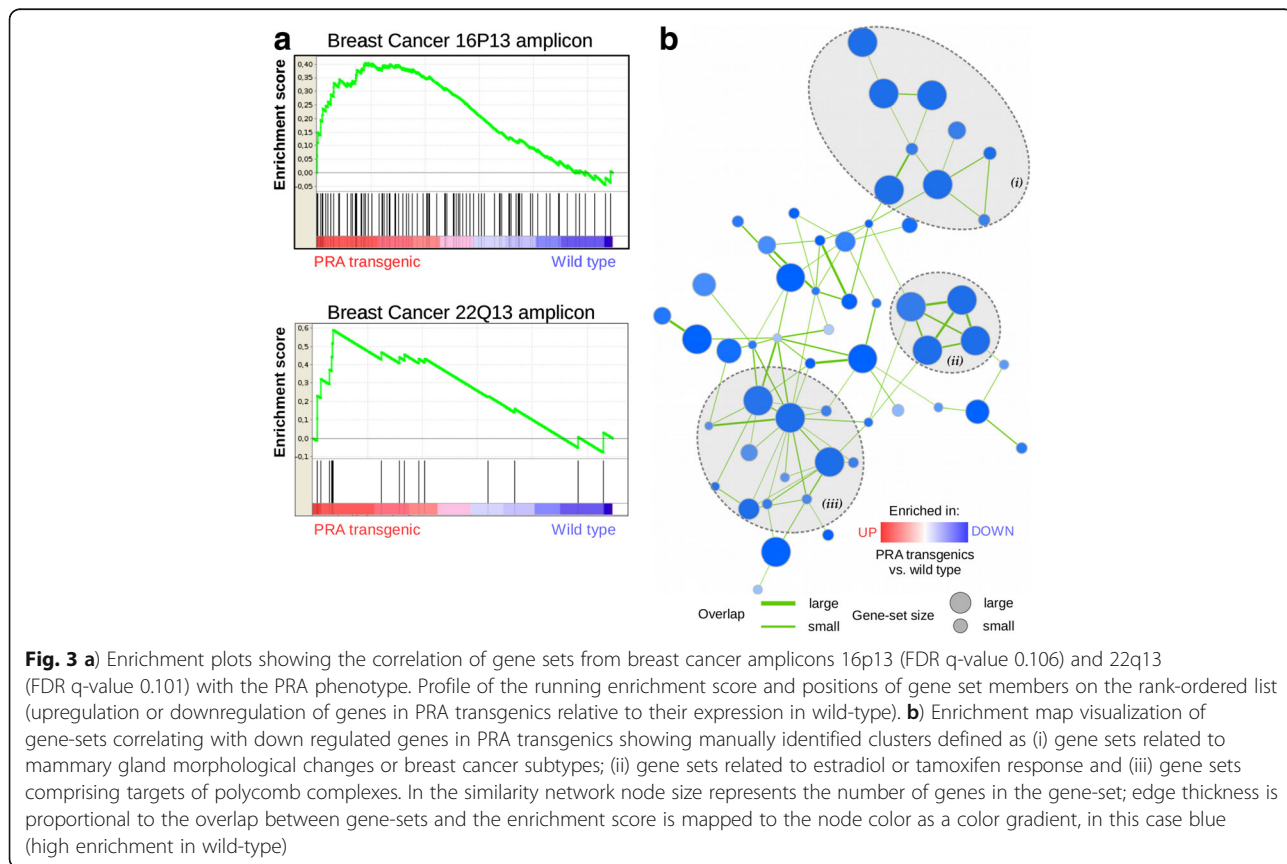 a
Breast Cancer 16P13 amplicon
Enrichment score
0,40
0,35
0,30
0,25
0,20
0,15
0,10
0,05
0,00
-0,05
PRA transgenic
Wild type
Breast Cancer 22Q13 amplicon
Enrichment score
0,6
0,5
0,4
0,3
0,2
0,1
0,0
-0,1
PRA transgenic
Wild type
b
(i)
(ii)
(iii)
Enriched in:
UP
DOWN
PRA transgenics
vs. wild type
Overlap
large
small
Gene-set size
large
small
Fig. 3 a) Enrichment plots showing the correlation of gene sets from breast cancer amplicons 16p13 (FDR q-value 0.106) and 22q13
(FDR q-value 0.101) with the PRA phenotype. Profile of the running enrichment score and positions of gene set members on the rank-ordered list
(upregulation or downregulation of genes in PRA transgenics relative to their expression in wild-type). b) Enrichment map visualization of
gene-sets correlating with down regulated genes in PRA transgenics showing manually identified clusters defined as (i) gene sets related to
mammary gland morphological changes or breast cancer subtypes; (ii) gene sets related to estradiol or tamoxifen response and (iii) gene sets
comprising targets of polycomb complexes. In the similarity network node size represents the number of genes in the gene-set; edge thickness is
proportional to the overlap between gene-sets and the enrichment score is mapped to the node color as a color gradient, in this case blue
(high enrichment in wild-type)